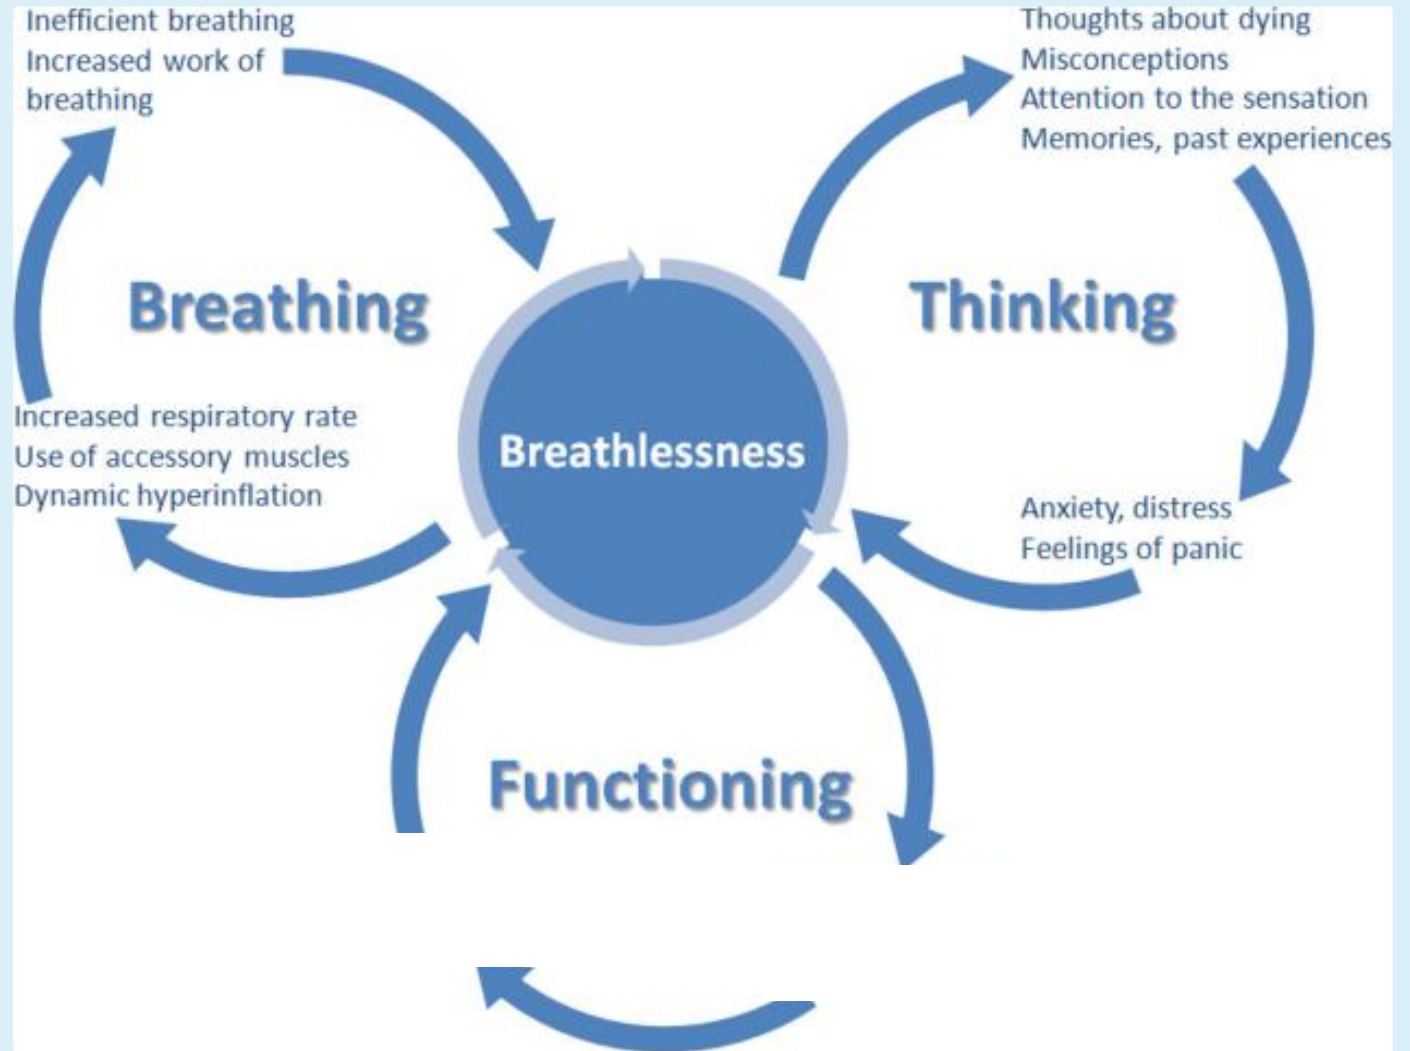 Inefficient breathing
Increased work of
breathing
Thoughts about dying
Misconceptions
Attention to the sensation
Memories, past experiences
Breathing
Thinking
Increased respiratory rate
Use of accessory muscles
Dynamic hyperinflation
Breathlessness
Anxiety, distress
Feelings of panic
Functioning